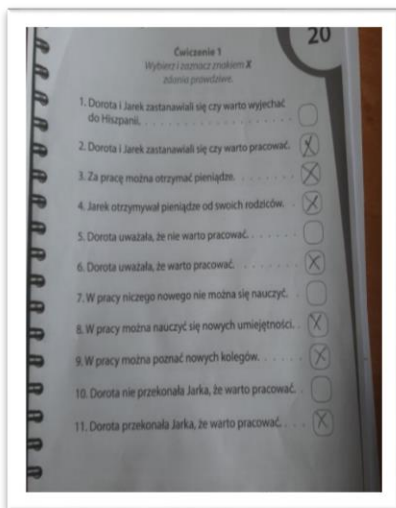 20
Ćwiczenie 1
Wybierz i zaznacz znakiem X
zdania prawdziwe.
1. Dorota i Jarek zastanawiali się czy warto wyjechać
do Hiszpanii. . . . . . . . . . . . . . . . . . . .
2. Dorota i Jarek zastanawiali się czy warto pracować. X
3. Za pracę można otrzymać pieniądze. . . . . . . . . X
4. Jarek otrzymywał pieniądze od swoich rodziców. . X
5. Dorota uważała, że nie warto pracować. . . . . . .
6. Dorota uważała, że warto pracować. . . . . . . . . X
7. W pracy niczego nowego nie można się nauczyć. .
8. W pracy można nauczyć się nowych umiejętności. . X
9. W pracy można poznać nowych kolegów. . . . . . X
10. Dorota nie przekonała Jarka, że warto pracować. .
11. Dorota przekonała Jarka, że warto pracować. . . . X